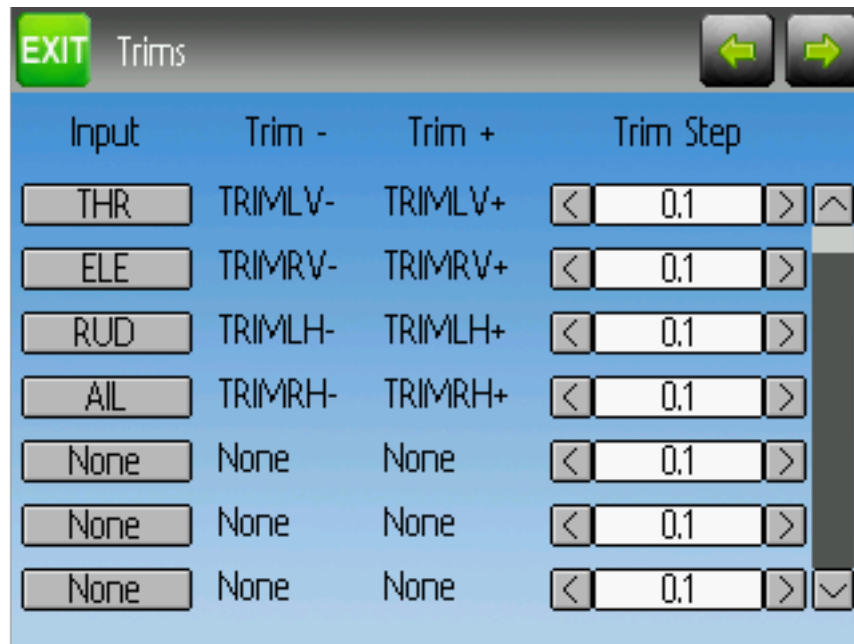 EXIT Trims
Input Trim - Trim + Trim Step
THR TRIMLV- TRIMLV+ 0.1
ELE TRIMRV- TRIMRV+ 0.1
RUD TRIMLH- TRIMLH+ 0.1
AIL TRIMRH- TRIMRH+ 0.1
None None None 0.1
None None None 0.1
None None None 0.1